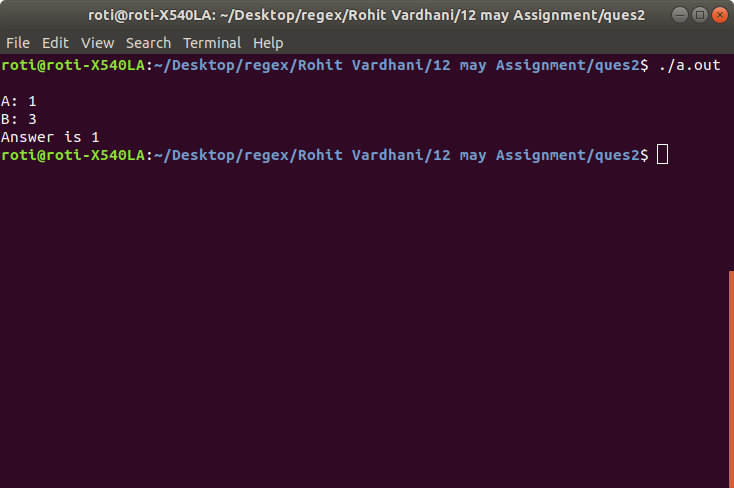 roti@roti-X540LA: ~/Desktop/regex/Rohit Vardhani/12 may Assignment/ques2
File Edit View Search Terminal Help
roti@roti-X540LA:~/Desktop/regex/Rohit Vardhani/12 may Assignment/ques2$ ./a.out
A: 1
B: 3
Answer is 1
roti@roti-X540LA:~/Desktop/regex/Rohit Vardhani/12 may Assignment/ques2$